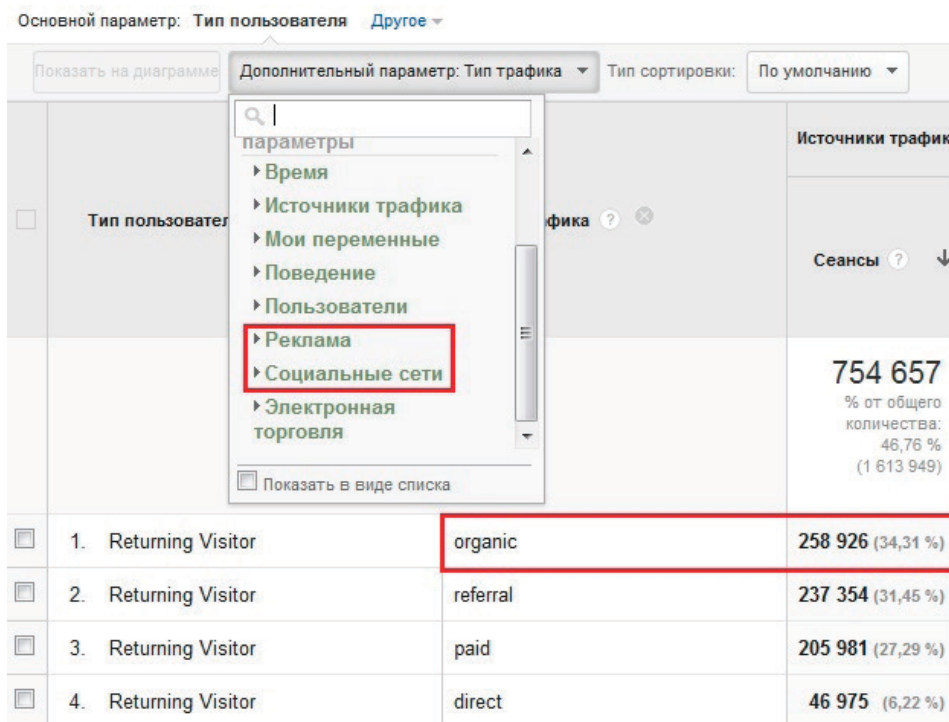 Основной параметр: Тип пользователя Другое
Показать на диаграмме Дополнительный параметр: Тип трафика Тип сортировки: По умолчанию
параметры
Время
Источники трафика
Мои переменные
Поведение
Пользователи
Реклама
Социальные сети
Электронная
торговля
Показать в виде списка
Тип пользовател
фика ?
Источники трафик
Сеансы ?
754 657
% от общего
количества:
46,76 %
(1 613 949)
1. Returning Visitor organic 258 926 (34,31 %)
2. Returning Visitor referral 237 354 (31,45 %)
3. Returning Visitor paid 205 981 (27,29 %)
4. Returning Visitor direct 46 975 (6,22 %)